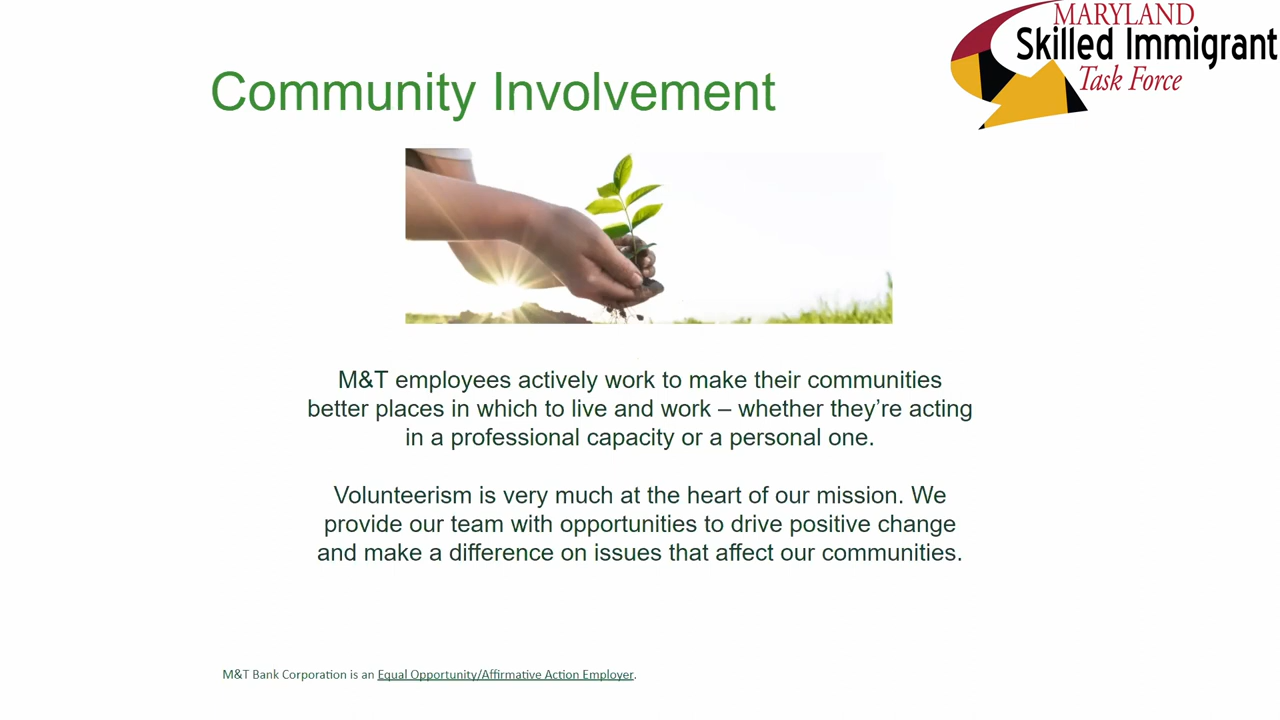 MARYLAND
Skilled Immigrant
Task Force
Community Involvement
M&T employees actively work to make their communities
better places in which to live and work – whether they’re acting
in a professional capacity or a personal one.
Volunteerism is very much at the heart of our mission. We
provide our team with opportunities to drive positive change
and make a difference on issues that affect our communities.
M&T Bank Corporation is an Equal Opportunity/Affirmative Action Employer.